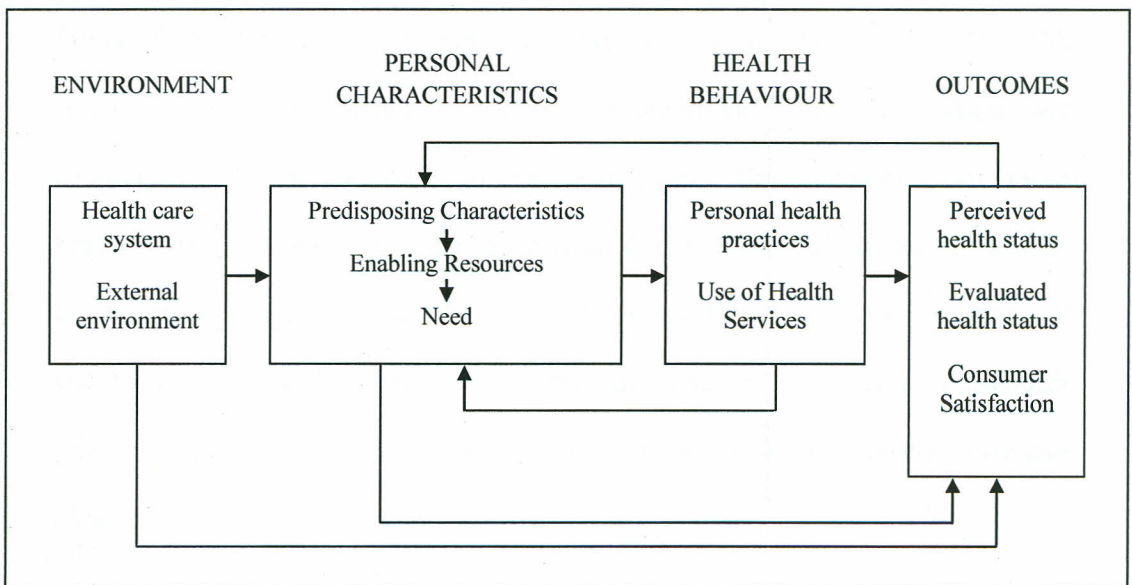 ENVIRONMENT
PERSONAL
CHARACTERISTICS
HEALTH
BEHAVIOUR
OUTCOMES
Health care
system
External
environment
Predisposing Characteristics
Enabling Resources
Need
Personal health
practices
Use of Health
Services
Perceived
health status
Evaluated
health status
Consumer
Satisfaction